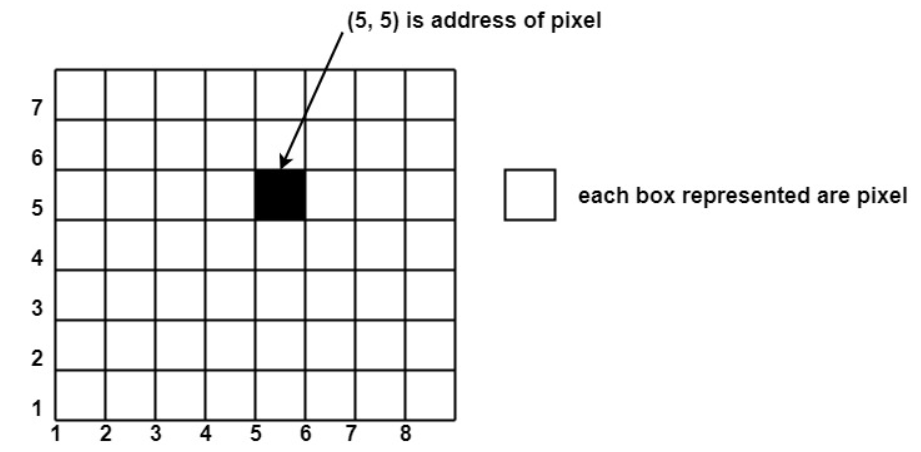 (5, 5) is address of pixel
7
6
5
4
3
2
1
1 2 3 4 5 6 7 8
each box represented are pixel